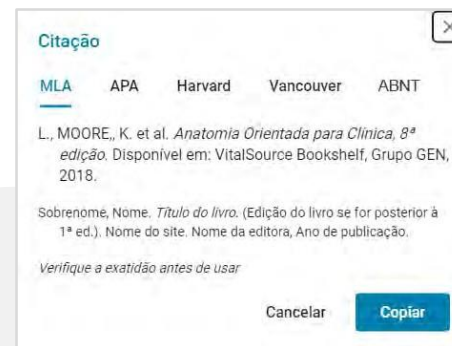 Citação
MLA APA Harvard Vancouver ABNT
L., MOORE,, K. et al. Anatomia Orientada para Clínica, 8ª
edição. Disponível em: VitalSource Bookshelf, Grupo GEN,
2018.
Sobrenome, Nome. Título do livro. (Edição do livro se for posterior à
1ª ed.). Nome do site. Nome da editora, Ano de publicação.
Verifique a exatidão antes de usar
Cancelar Copiar